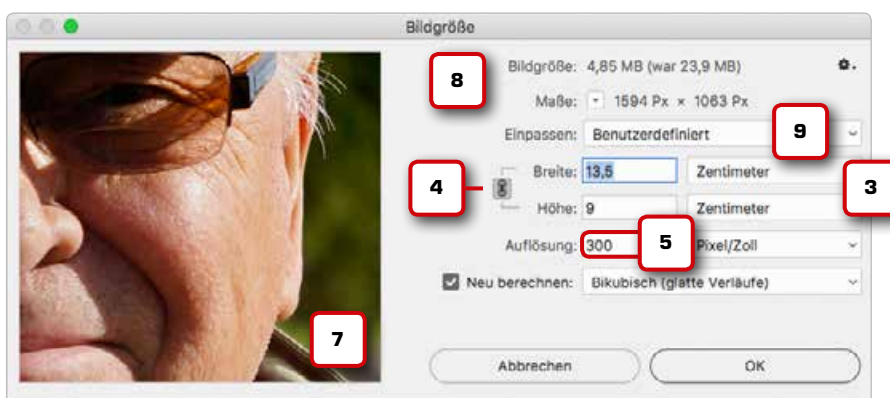 Bildgröße
8
Bildgröße: 4,85 MB (war 23,9 MB)
Maße: 1594 Px × 1063 Px
Einpassen: Benutzerdefiniert
9
4
Breite: 13,5 Zentimeter
3
Höhe: 9 Zentimeter
Auflösung: 300 5 Pixel/Zoll
Neu berechnen: Bikubisch (glatte Verläufe)
7
Abbrechen OK